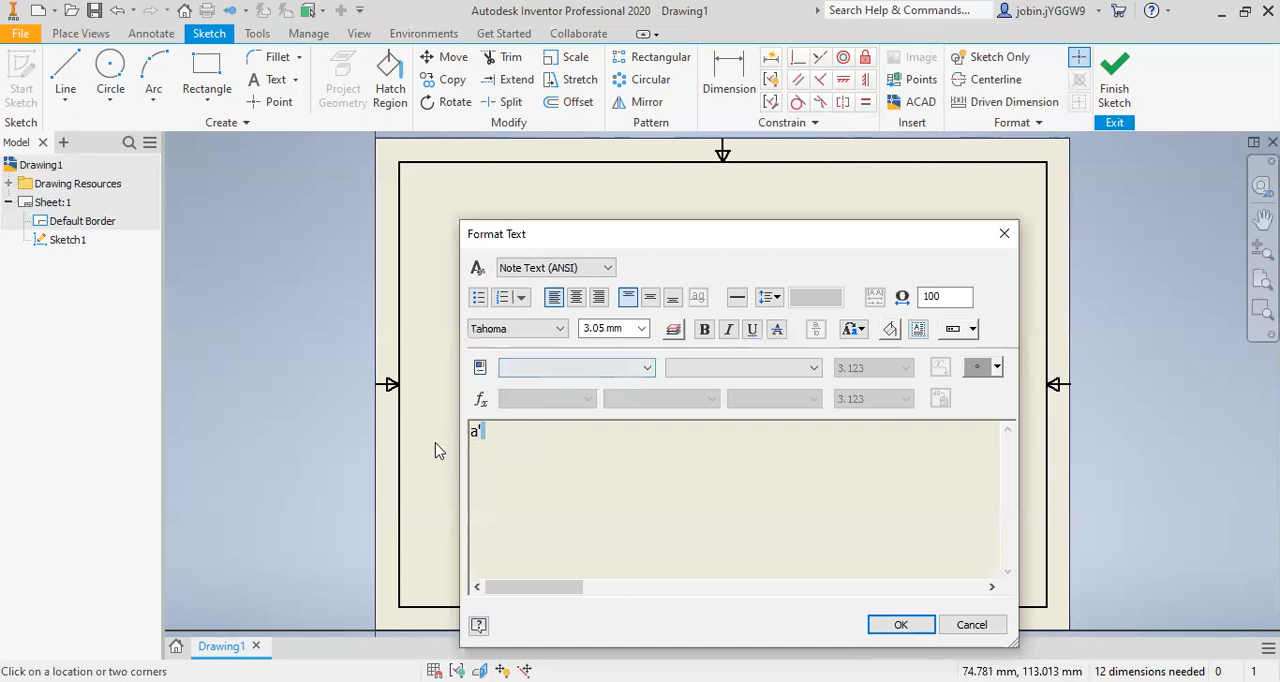 PRO
Autodesk Inventor Professional 2020 Drawing1
Search Help & Commands...
jobin.jYGGW9
File Place Views Annotate Sketch Tools Manage View Environments Get Started Collaborate
Start Sketch
Line
Circle
Arc
Rectangle
Fillet
Text
Point
Project Geometry
Hatch Region
Move
Copy
Rotate
Trim
Extend
Split
Scale
Stretch
Offset
Rectangular
Circular
Mirror
Dimension
Image
Points
ACAD
Sketch Only
Centerline
Driven Dimension
Finish Sketch
Sketch Create Modify Pattern Constrain Insert Format Exit
Model
Drawing1
Drawing Resources
Sheet:1
Default Border
Sketch1
2D
Format Text
Note Text (ANSI)
100
Tahoma
3.05 mm
B I U A
3.123
fx
3.123
a'
OK
Cancel
Drawing1
Click on a location or two corners
74.781 mm, 113.013 mm
12 dimensions needed
0
1